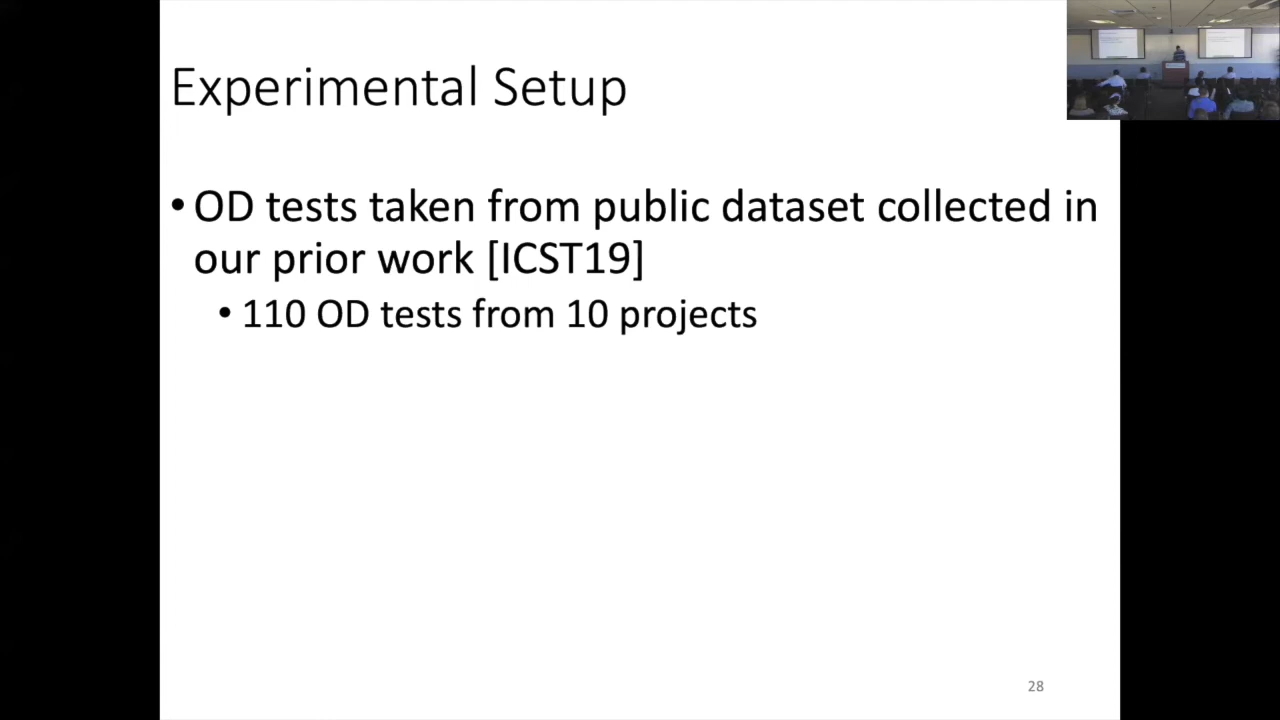 Experimental Setup
• OD tests taken from public dataset collected in
our prior work [ICST19]
• 110 OD tests from 10 projects
28